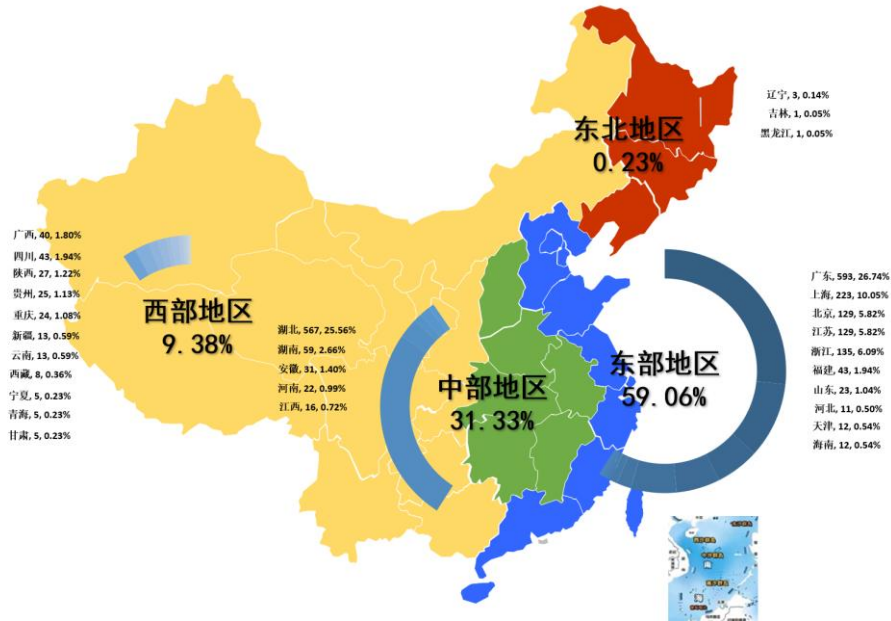 东北地区
0.23%
辽宁, 3, 0.14%
吉林, 1, 0.05%
黑龙江, 1, 0.05%
西部地区
9.38%
广西, 40, 1.80%
四川, 43, 1.94%
陕西, 27, 1.22%
贵州, 25, 1.13%
重庆, 24, 1.08%
新疆, 13, 0.59%
云南, 13, 0.59%
西藏, 8, 0.36%
宁夏, 5, 0.23%
青海, 5, 0.23%
甘肃, 5, 0.23%
中部地区
31.33%
湖北, 567, 25.56%
湖南, 59, 2.66%
安徽, 31, 1.40%
河南, 22, 0.99%
江西, 16, 0.72%
东部地区
59.06%
广东, 593, 26.74%
上海, 223, 10.05%
北京, 129, 5.82%
江苏, 129, 5.82%
浙江, 135, 6.09%
福建, 43, 1.94%
山东, 23, 1.04%
河北, 11, 0.50%
天津, 12, 0.54%
海南, 12, 0.54%
南
海